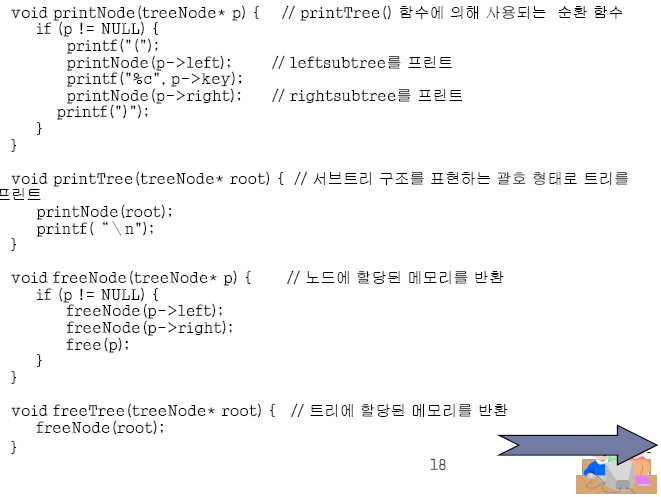 void printNode(treeNode* p) { // printTree() 함수에 의해 사용되는 순환 함수
if (p != NULL) {
printf("(");
printNode(p->left); // leftsubtree를 프린트
printf("%c", p->key);
printNode(p->right); // rightsubtree를 프린트
printf(")");
}
}
void printTree(treeNode* root) { // 서브트리 구조를 표현하는 괄호 형태로 트리를
프린트
printNode(root);
printf( “\n");
}
void freeNode(treeNode* p) { // 노드에 할당된 메모리를 반환
if (p != NULL) {
freeNode(p->left);
freeNode(p->right);
free(p);
}
}
void freeTree(treeNode* root) { // 트리에 할당된 메모리를 반환
freeNode(root);
}
18